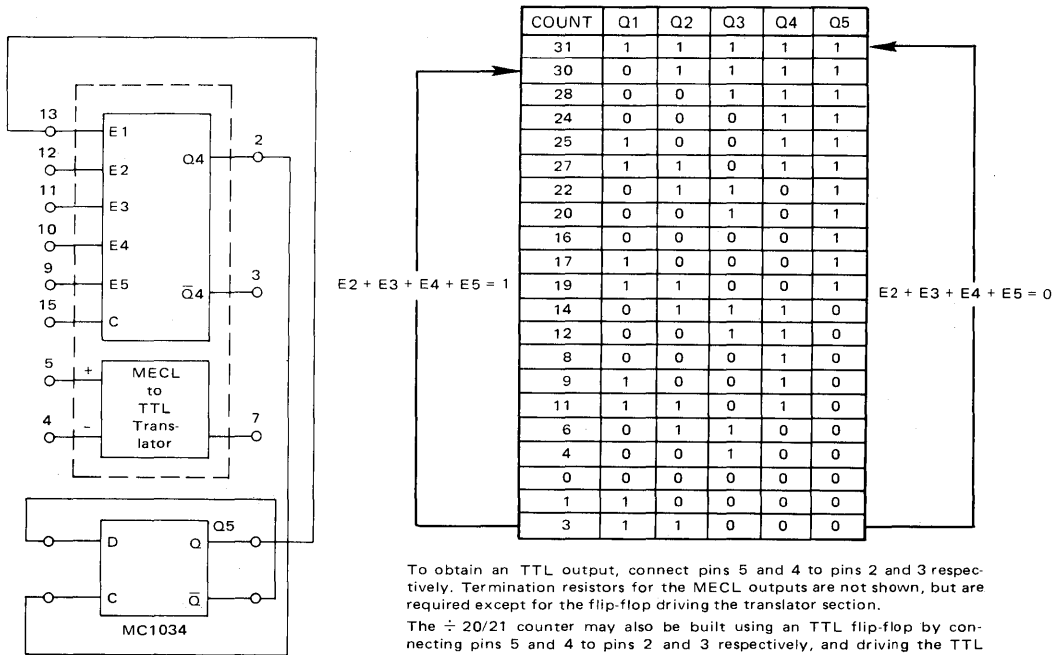 13
12
11
10
9
15
5
4
E1
E2
E3
E4
E5
C
Q4
Q̅4
2
3
+
-
MECL
to
TTL
Trans-
lator
7
Q5
D
Q
C
Q̅
MC1034
COUNT Q1 Q2 Q3 Q4 Q5
31 1 1 1 1 1
30 0 1 1 1 1
28 0 0 1 1 1
24 0 0 0 1 1
25 1 0 0 1 1
27 1 1 0 1 1
22 0 1 1 0 1
20 0 0 1 0 1
16 0 0 0 0 1
17 1 0 0 0 1
19 1 1 0 0 1
14 0 1 1 1 0
12 0 0 1 1 0
8 0 0 0 1 0
9 1 0 0 1 0
11 1 1 0 1 0
6 0 1 1 0 0
4 0 0 1 0 0
0 0 0 0 0 0
1 1 0 0 0 0
3 1 1 0 0 0
E2 + E3 + E4 + E5 = 1
E2 + E3 + E4 + E5 = 0
To obtain an TTL output, connect pins 5 and 4 to pins 2 and 3 respec-
tively. Termination resistors for the MECL outputs are not shown, but are
required except for the flip-flop driving the translator section.
The ÷ 20/21 counter may also be built using an TTL flip-flop by con-
necting pins 5 and 4 to pins 2 and 3 respectively, and driving the TTL